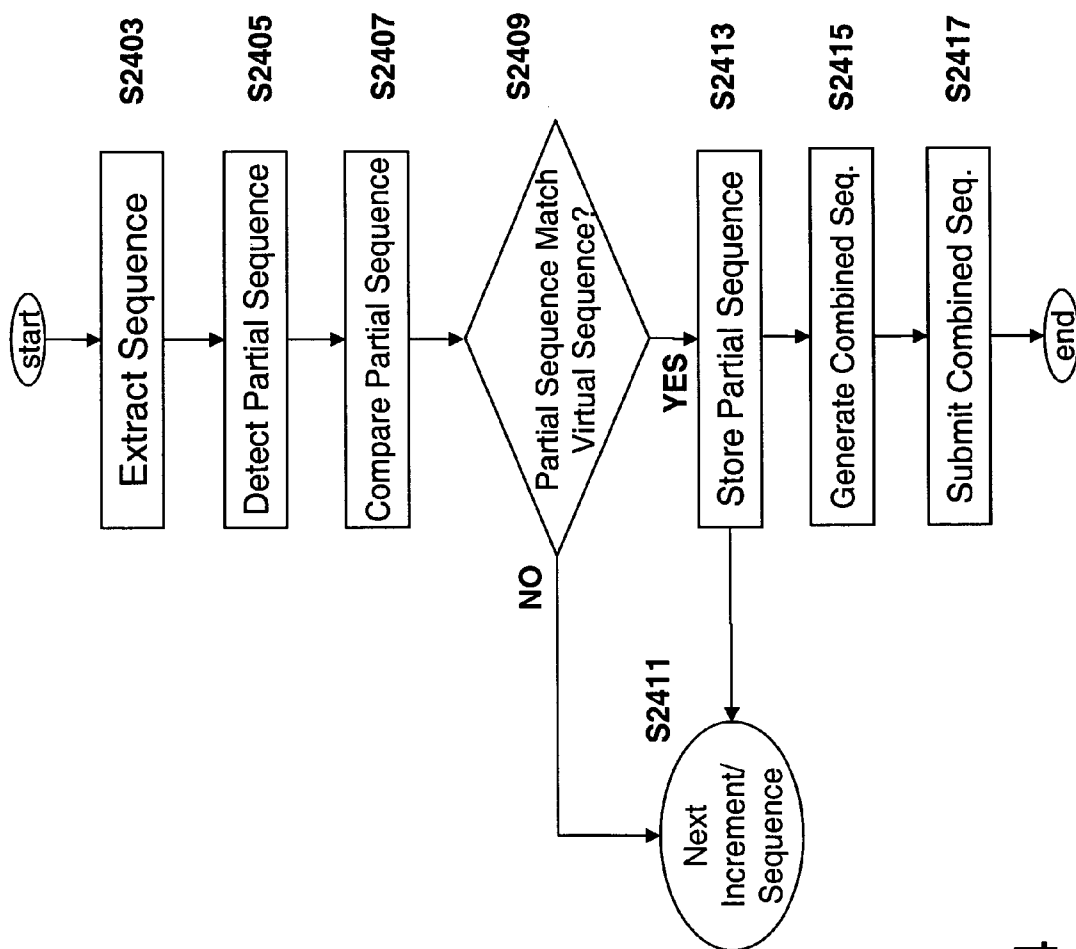 start
Extract Sequence
S2403
Detect Partial Sequence
S2405
Compare Partial Sequence
S2407
Partial Sequence Match
Virtual Sequence?
S2409
NO
YES
Next
Increment/
Sequence
S2411
Store Partial Sequence
S2413
Generate Combined Seq.
S2415
Submit Combined Seq.
S2417
end